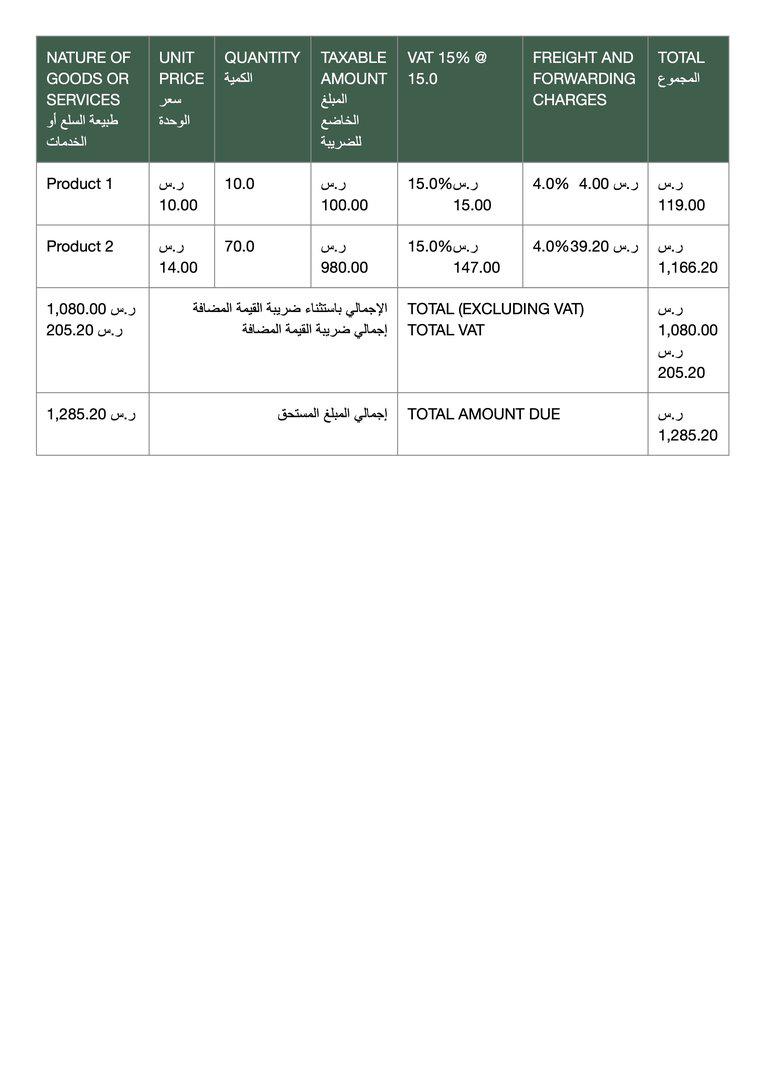 NATURE OF
GOODS OR
SERVICES
طبيعة السلع أو
الخدمات
UNIT
PRICE
سعر
الوحدة
QUANTITY
الكمية
TAXABLE
AMOUNT
المبلغ
الخاضع
للضريبة
VAT 15% @
15.0
FREIGHT AND
FORWARDING
CHARGES
TOTAL
المجموع
Product 1
ر.س
10.00
10.0
ر.س
100.00
15.0% ر.س
15.00
4.0% 4.00 ر.س
ر.س
119.00
Product 2
ر.س
14.00
70.0
ر.س
980.00
15.0% ر.س
147.00
4.0% 39.20 ر.س
ر.س
1,166.20
1,080.00 ر.س
205.20 ر.س
الإجمالي باستثناء ضريبة القيمة المضافة
إجمالي ضريبة القيمة المضافة
TOTAL (EXCLUDING VAT)
TOTAL VAT
ر.س
1,080.00
ر.س
205.20
1,285.20 ر.س
إجمالي المبلغ المستحق
TOTAL AMOUNT DUE
ر.س
1,285.20